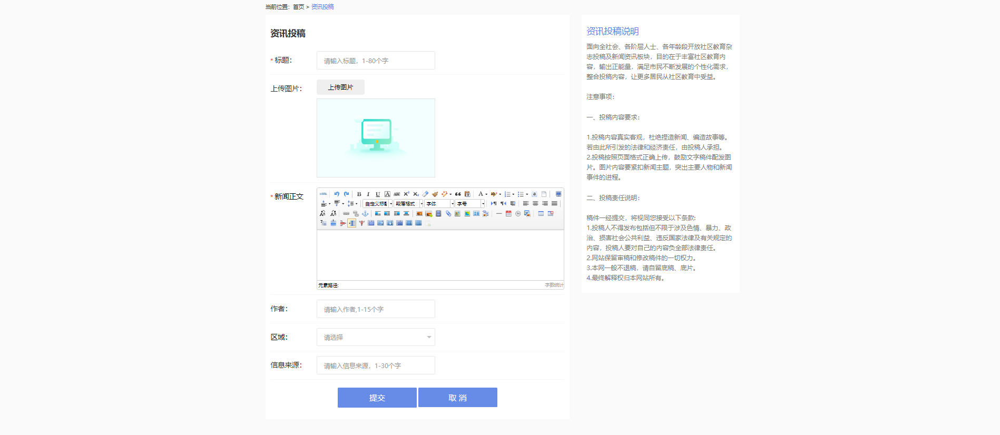 当前位置：首页 > 资讯投稿
资讯投稿
* 标题：
请输入标题，1-80个字
上传图片：
上传图片
* 新闻正文
HTML
自定义标题 段落格式 字体 字号
元素路径:
字数统计
作者：
请输入作者,1-15个字
区域：
请选择
信息来源：
请输入信息来源，1-30个字
提交
取 消
资讯投稿说明
面向全社会、各阶层人士、各年龄段开放社区教育杂
志投稿及新闻资讯板块，目的在于丰富社区教育内
容，输出正能量，满足市民不断发展的个性化需求，
整合投稿内容，让更多居民从社区教育中受益。
注意事项：
一、投稿内容要求：
1.投稿内容真实客观，杜绝捏造新闻、编造故事等。
若由此所引发的法律和经济责任，由投稿人承担。
2.投稿按照页面格式正确上传，鼓励文字稿件配发图
片。图片内容要紧扣新闻主题，突出主要人物和新闻
事件的进程。
二、投稿责任说明：
稿件一经提交，将视同您接受以下条款:
1.投稿人不得发布包括但不限于涉及色情、暴力、政
治、损害社会公共利益、违反国家法律及有关规定的
内容，投稿人要对自己的内容负全部法律责任。
2.网站保留审稿和修改稿件的一切权力。
3.本网一般不退稿，请自留底稿、底片。
4.最终解释权归本网站所有。